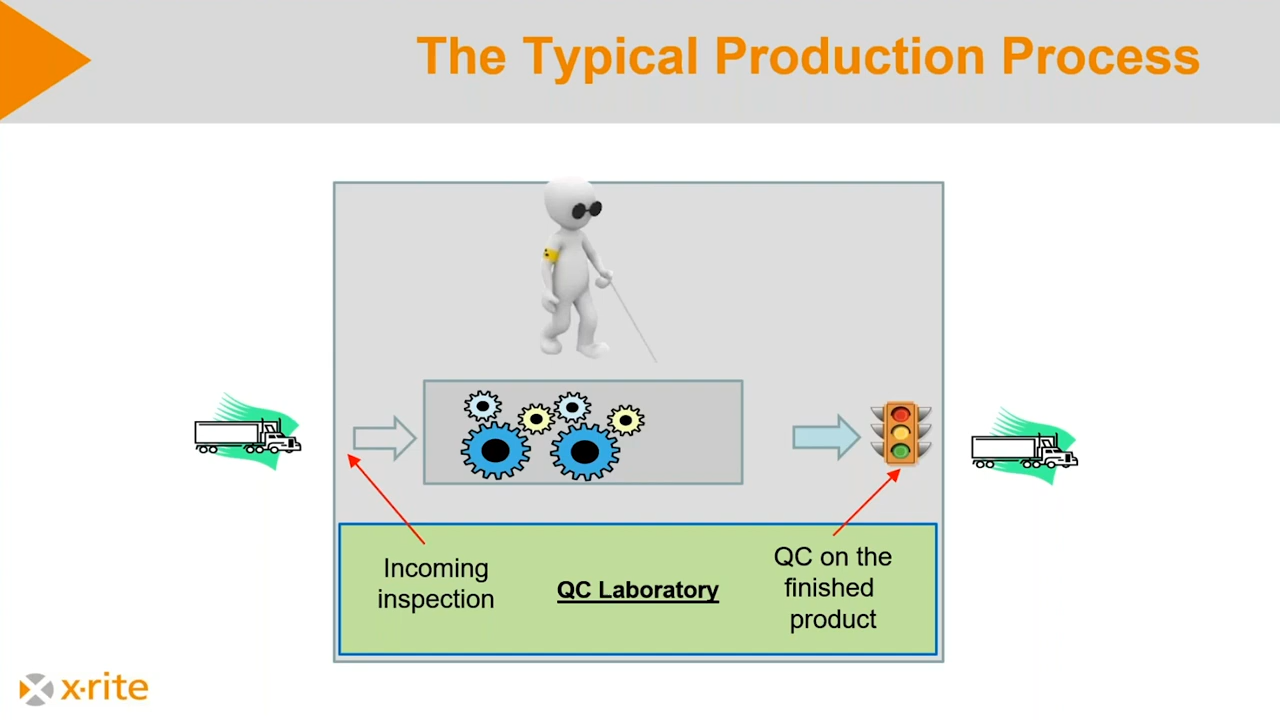 The Typical Production Process
Incoming
inspection
QC Laboratory
QC on the
finished
product
x·rite